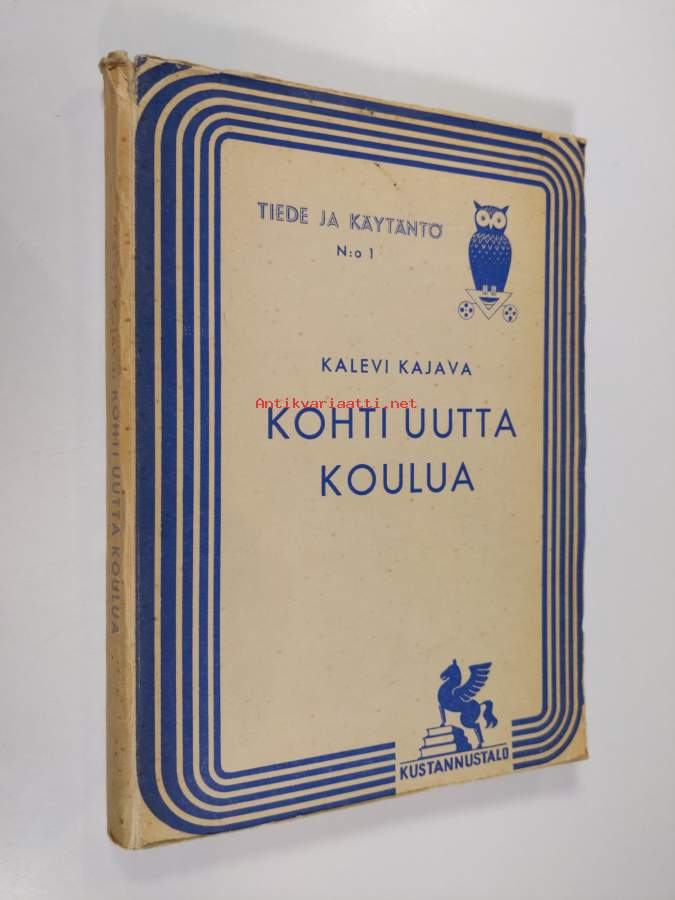 TIEDE JA KÄYTÄNTÖ
N:o 1
KALEVI KAJAVA
Antikvariaatti.net
KOHTI UUTTA
KOULUA
KUSTANNUSTALO
KOHTI UUTTA KOULUA